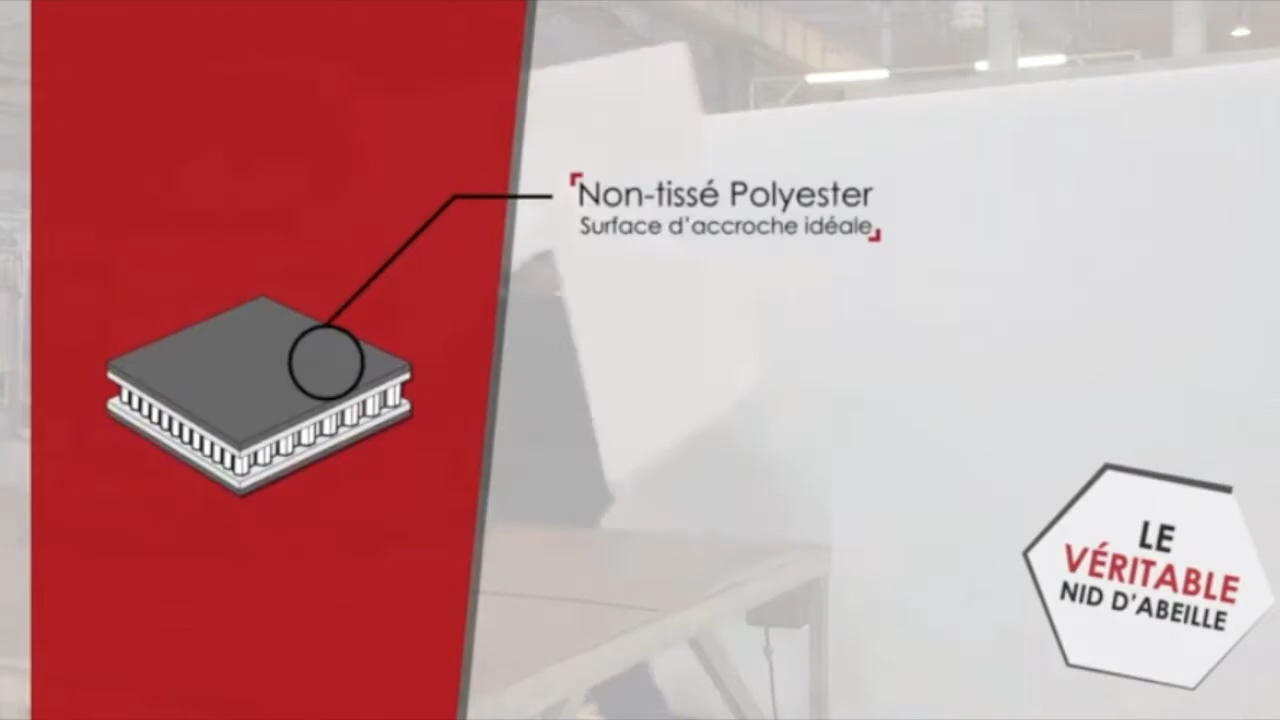 Non-tissé Polyester
Surface d'accroche idéale
LE
VÉRITABLE
NID D'ABEILLE